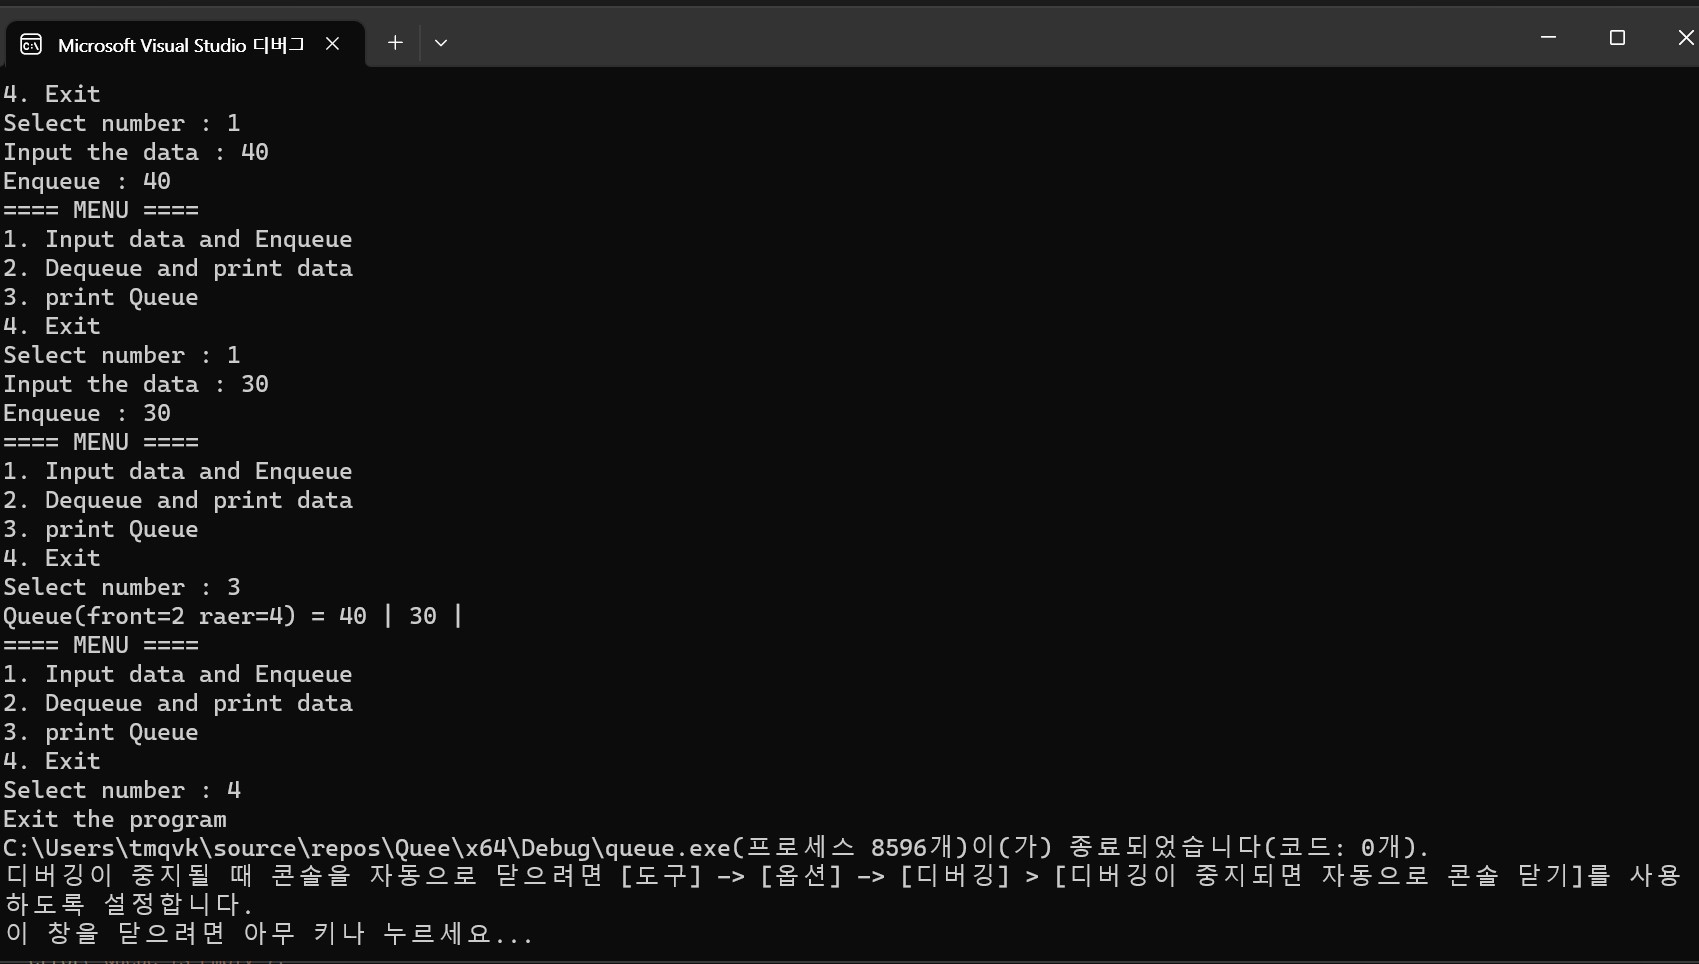 Microsoft Visual Studio 디버그
4. Exit
Select number : 1
Input the data : 40
Enqueue : 40
==== MENU ====
1. Input data and Enqueue
2. Dequeue and print data
3. print Queue
4. Exit
Select number : 1
Input the data : 30
Enqueue : 30
==== MENU ====
1. Input data and Enqueue
2. Dequeue and print data
3. print Queue
4. Exit
Select number : 3
Queue(front=2 raer=4) = 40 | 30 |
==== MENU ====
1. Input data and Enqueue
2. Dequeue and print data
3. print Queue
4. Exit
Select number : 4
Exit the program
C:\Users\tmqvk\source\repos\Quee\x64\Debug\queue.exe(프로세스 8596개)이(가) 종료되었습니다(코드: 0개).
디버깅이 중지될 때 콘솔을 자동으로 닫으려면 [도구] -> [옵션] -> [디버깅] > [디버깅이 중지되면 자동으로 콘솔 닫기]를 사용
하도록 설정합니다.
이 창을 닫으려면 아무 키나 누르세요...